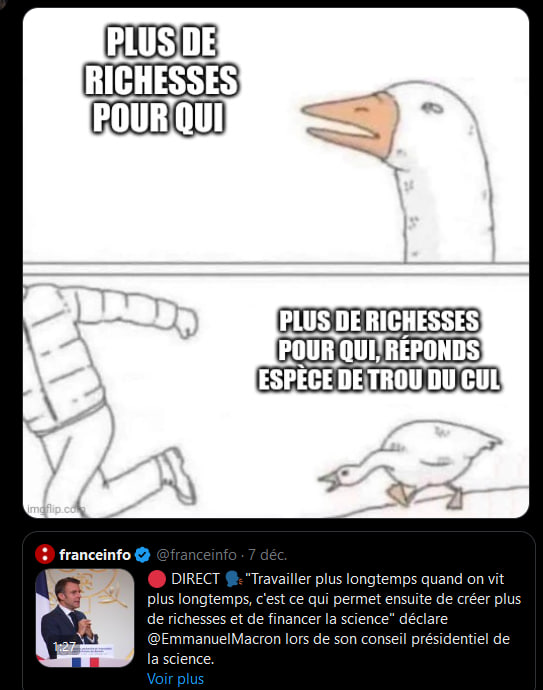 PLUS DE
RICHESSES
POUR QUI
PLUS DE RICHESSES
POUR QUI, RÉPONDS
ESPÈCE DE TROU DU CUL
imgflip.com
franceinfo @franceinfo · 7 déc.
DIRECT "Travailler plus longtemps quand on vit
plus longtemps, c'est ce qui permet ensuite de créer plus
de richesses et de financer la science" déclare
@EmmanuelMacron lors de son conseil présidentiel de
la science.
1:27
Voir plus